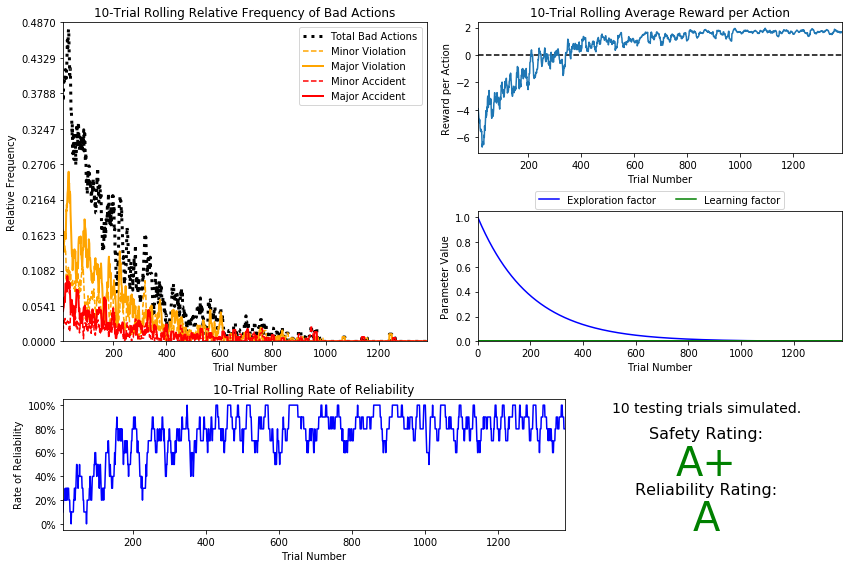 10-Trial Rolling Relative Frequency of Bad Actions
0.4870
0.4329
0.3788
0.3247
0.2706
0.2164
0.1623
0.1082
0.0541
0.0000
Relative Frequency
Total Bad Actions
Minor Violation
Major Violation
Minor Accident
Major Accident
200 400 600 800 1000 1200
Trial Number
10-Trial Rolling Average Reward per Action
2
0
−2
−4
−6
Reward per Action
200 400 600 800 1000 1200
Trial Number
Exploration factor Learning factor
1.0
0.8
0.6
0.4
0.2
0.0
Parameter Value
0 200 400 600 800 1000 1200
Trial Number
10-Trial Rolling Rate of Reliability
100%
80%
60%
40%
20%
0%
Rate of Reliability
200 400 600 800 1000 1200
Trial Number
10 testing trials simulated.
Safety Rating:
A+
Reliability Rating:
A